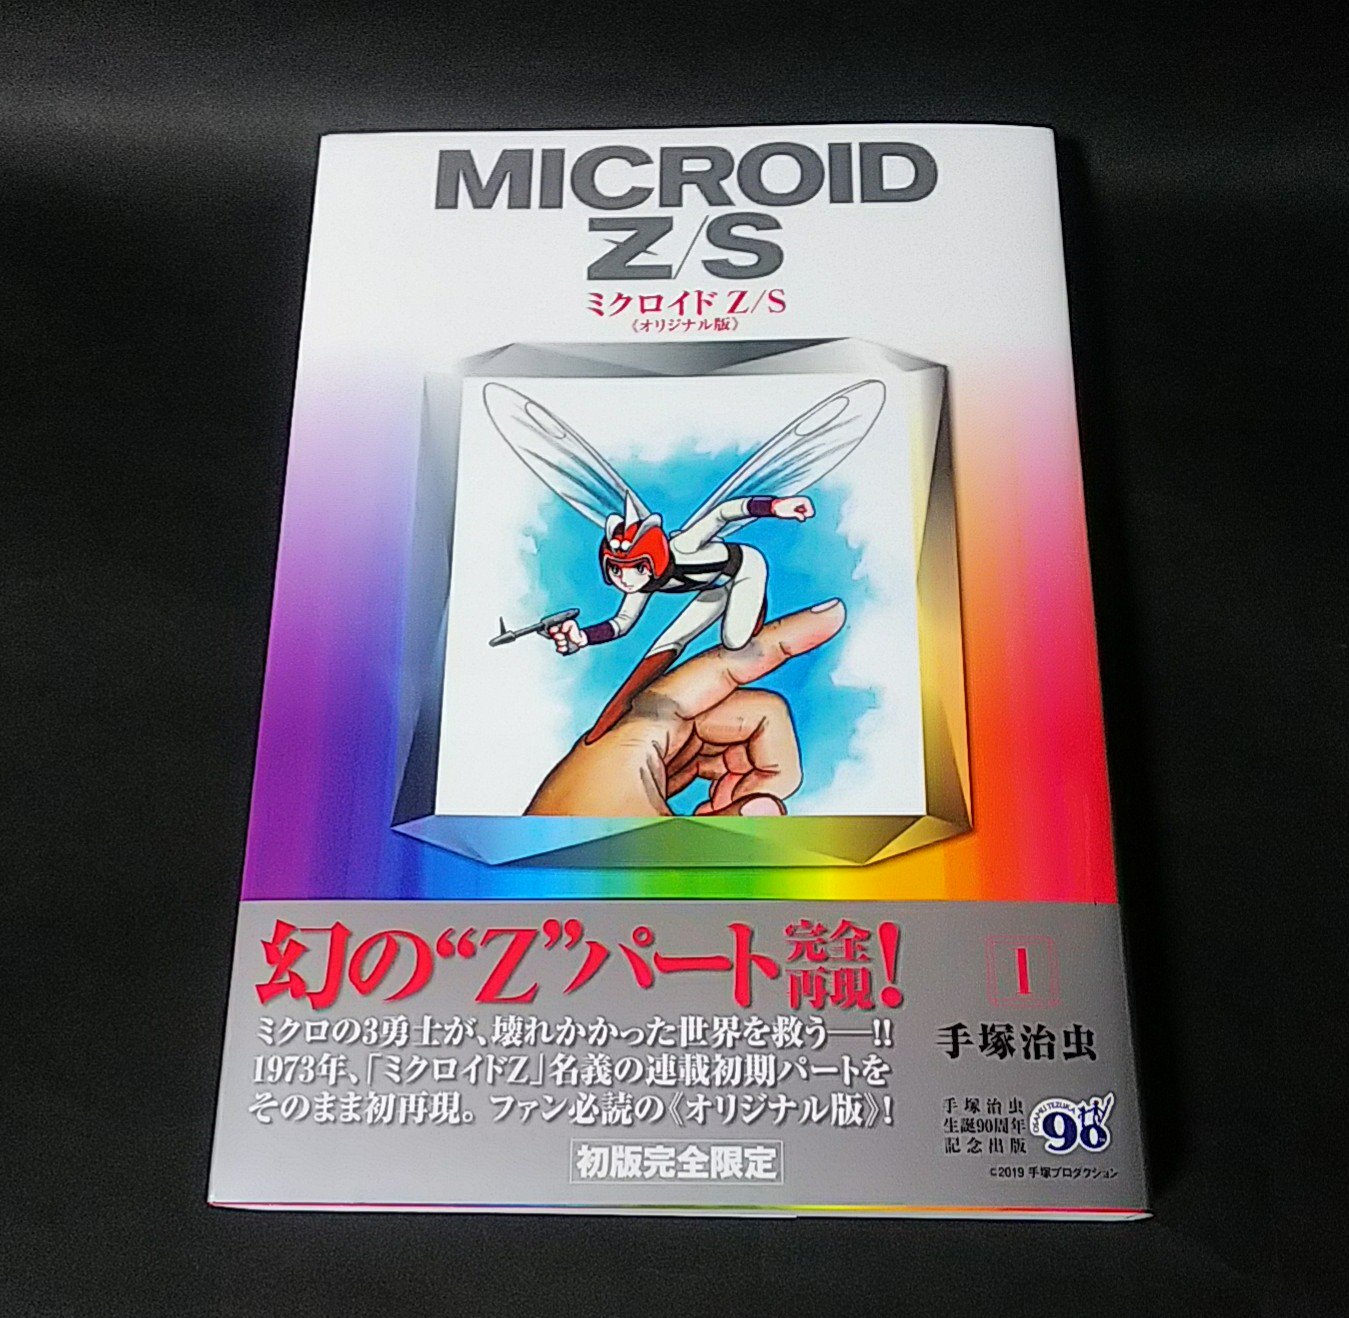 MICROID
Z/S
ミクロイド Z/S
《オリジナル版》
幻の“Z”パート完全再現!
ミクロの3勇士が、壊れかかった世界を救う──!!
1973年、「ミクロイドZ」名義の連載初期パートを
そのまま初再現。ファン必読の《オリジナル版》!
初版完全限定
1
手塚治虫
手塚治虫
生誕90周年
記念出版
OSAMU TEZUKA
90
©2019 手塚プロダクション